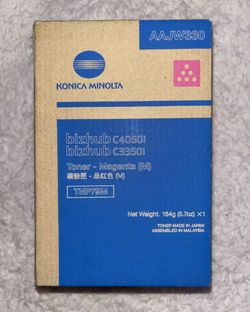 AAJW330
KONICA MINOLTA
bizhub C4050i
bizhub C3350i
Toner - Magenta (M)
碳粉匣 - 品紅色 (M)
TNP79M
Net Weight. 164g (5.7oz) ×1
TONER MADE IN JAPAN
ASSEMBLED IN MALAYSIA